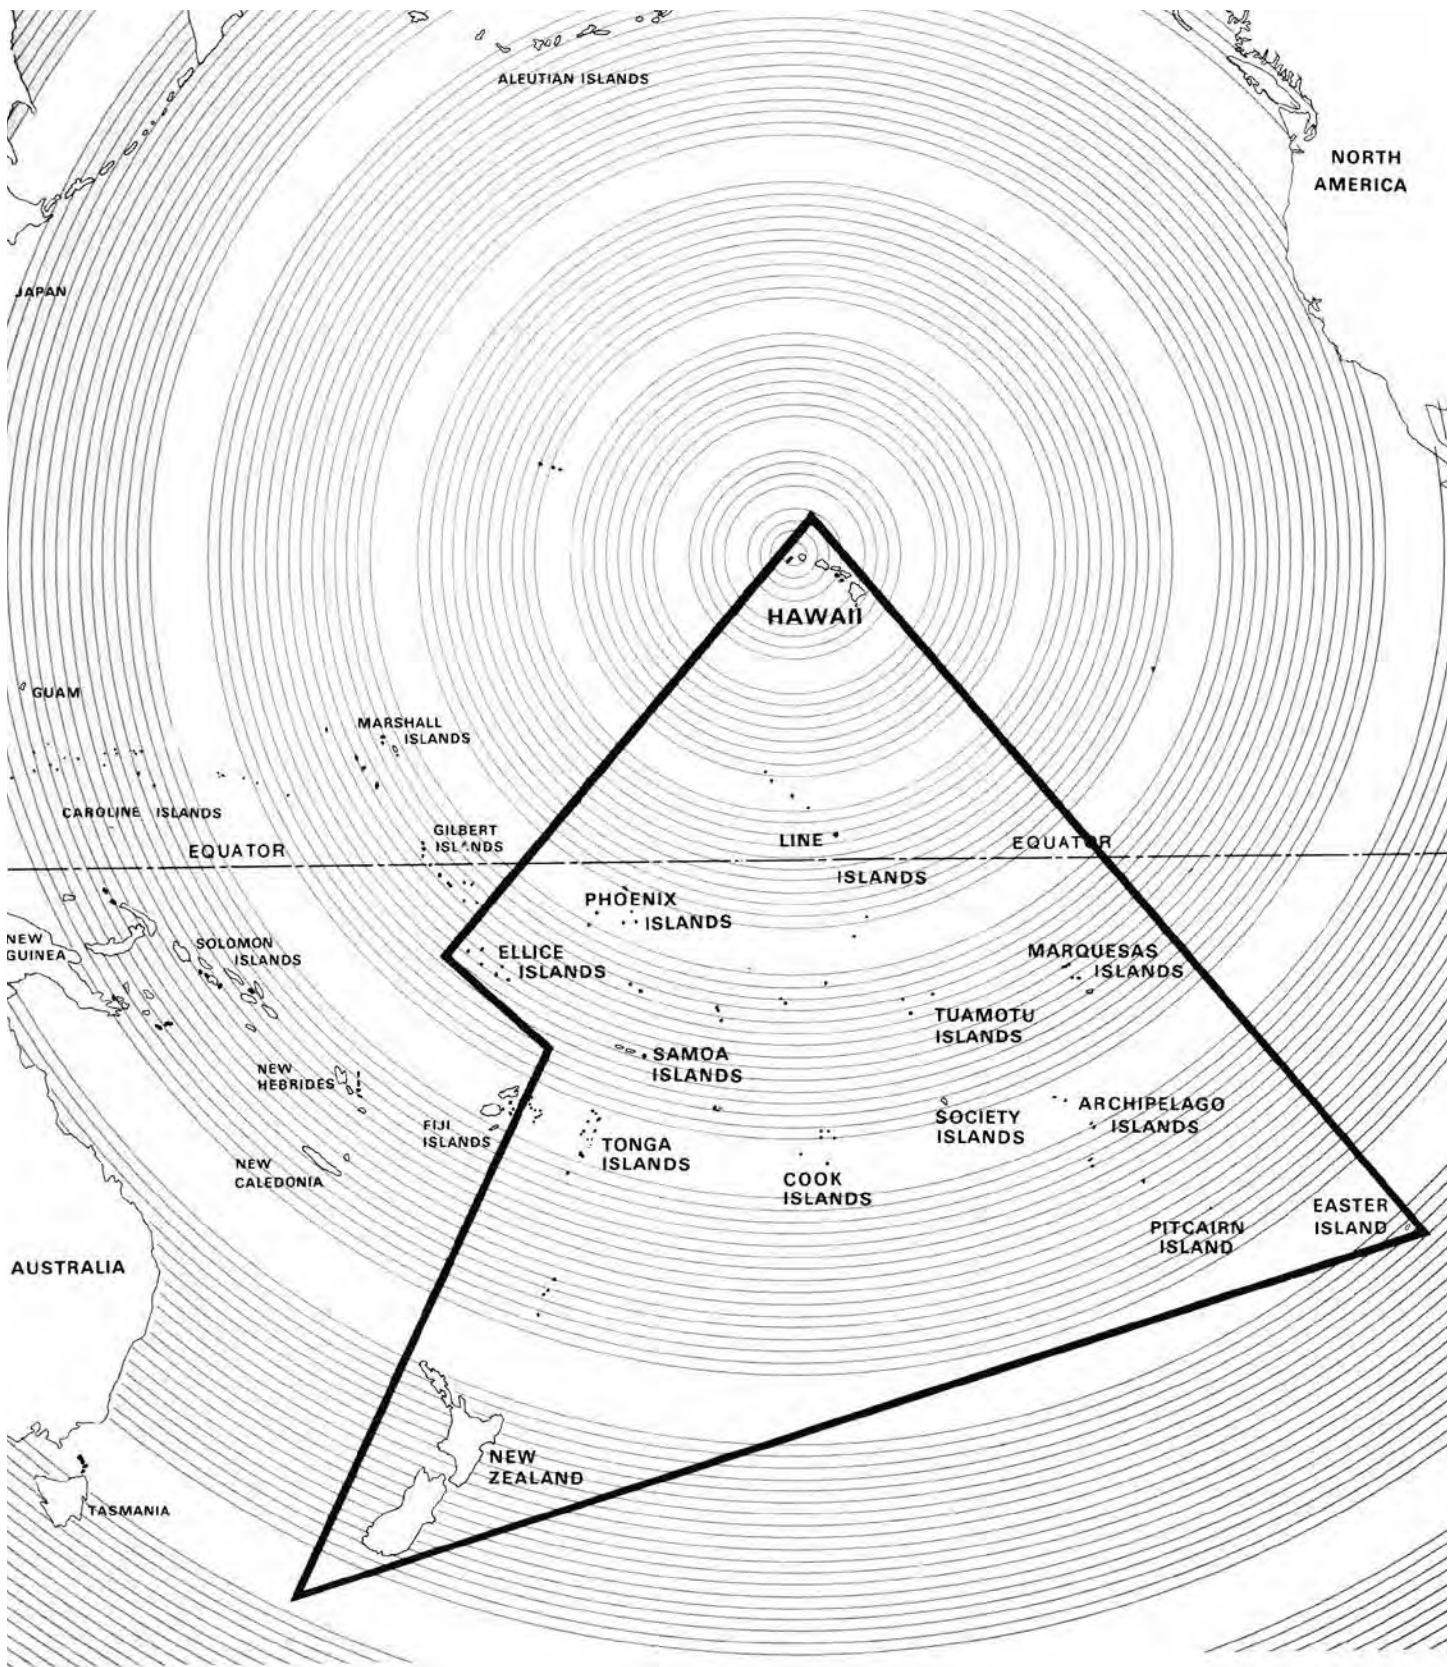 ALEUTIAN ISLANDS
NORTH
AMERICA
JAPAN
HAWAII
GUAM
MARSHALL
ISLANDS
CAROLINE ISLANDS
GILBERT
ISLANDS
EQUATOR
LINE
ISLANDS
EQUATOR
PHOENIX
ISLANDS
NEW
GUINEA
SOLOMON
ISLANDS
ELLICE
ISLANDS
MARQUESAS
ISLANDS
TUAMOTU
ISLANDS
SAMOA
ISLANDS
NEW
HEBRIDES
FIJI
ISLANDS
SOCIETY
ISLANDS
ARCHIPELAGO
ISLANDS
TONGA
ISLANDS
NEW
CALEDONIA
COOK
ISLANDS
PITCAIRN
ISLAND
EASTER
ISLAND
AUSTRALIA
NEW
ZEALAND
TASMANIA